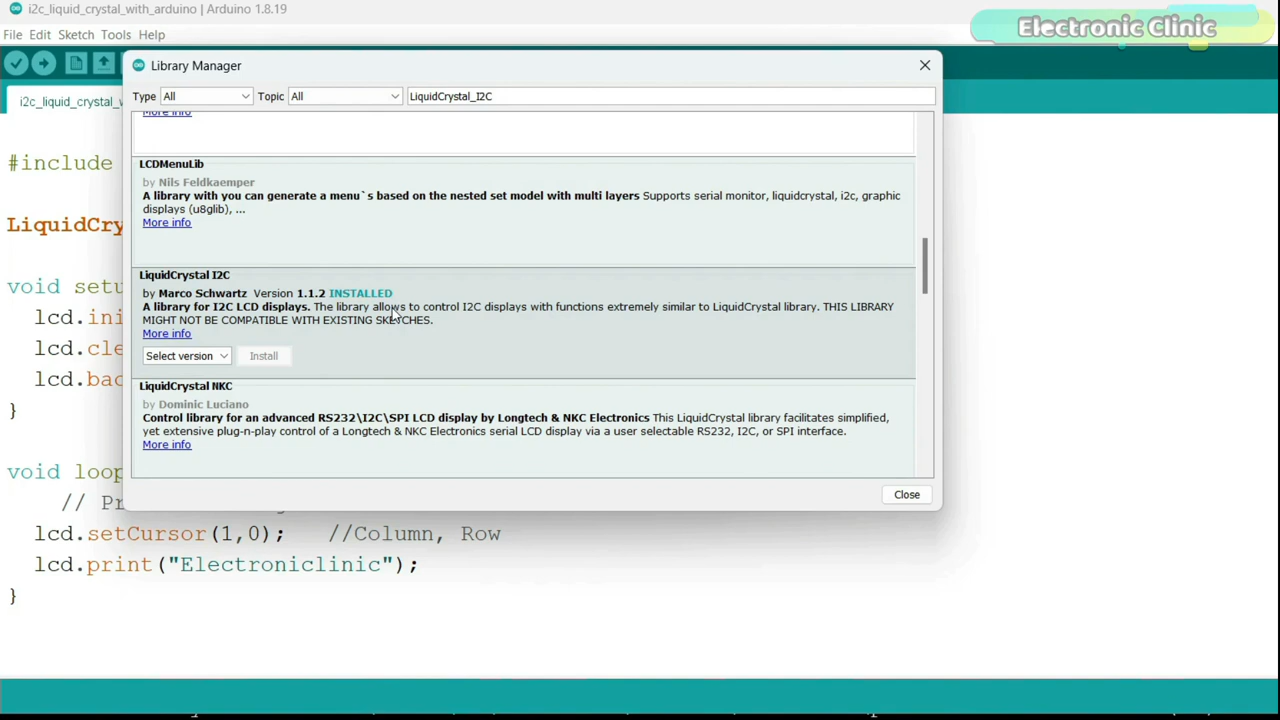 i2c_liquid_crystal_with_arduino | Arduino 1.8.19
Electronic Clinic
File Edit Sketch Tools Help
Library Manager
Type All Topic All LiquidCrystal_I2C
i2c_liquid_crystal_w
More info
#include
LCDMenuLib
by Nils Feldkaemper
A library with you can generate a menu`s based on the nested set model with multi layers Supports serial monitor, liquidcrystal, i2c, graphic
displays (u8glib), ...
More info
LiquidCry
LiquidCrystal I2C
by Marco Schwartz Version 1.1.2 INSTALLED
A library for I2C LCD displays. The library allows to control I2C displays with functions extremely similar to LiquidCrystal library. THIS LIBRARY
MIGHT NOT BE COMPATIBLE WITH EXISTING SKETCHES.
More info
Select version Install
void setu
lcd.ini
lcd.cle
lcd.bac
}
LiquidCrystal NKC
by Dominic Luciano
Control library for an advanced RS232\I2C\SPI LCD display by Longtech & NKC Electronics This LiquidCrystal library facilitates simplified,
yet extensive plug-n-play control of a Longtech & NKC Electronics serial LCD display via a user selectable RS232, I2C, or SPI interface.
More info
Close
void loop
// Pr
lcd.setCursor(1,0); //Column, Row
lcd.print("Electroniclinic");
}